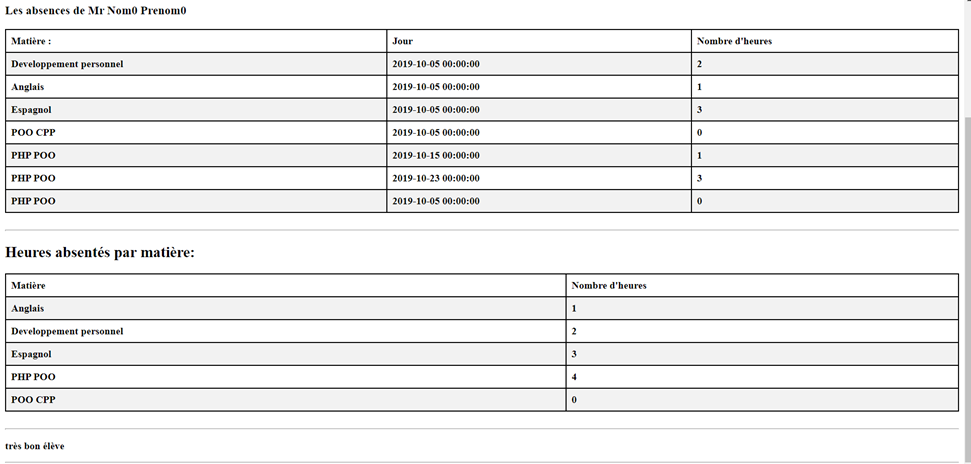 Les absences de Mr Nom0 Prenom0
Matière : Jour Nombre d'heures
Developpement personnel 2019-10-05 00:00:00 2
Anglais 2019-10-05 00:00:00 1
Espagnol 2019-10-05 00:00:00 3
POO CPP 2019-10-05 00:00:00 0
PHP POO 2019-10-15 00:00:00 1
PHP POO 2019-10-23 00:00:00 3
PHP POO 2019-10-05 00:00:00 0
Heures absentés par matière:
Matière Nombre d'heures
Anglais 1
Developpement personnel 2
Espagnol 3
PHP POO 4
POO CPP 0
très bon élève